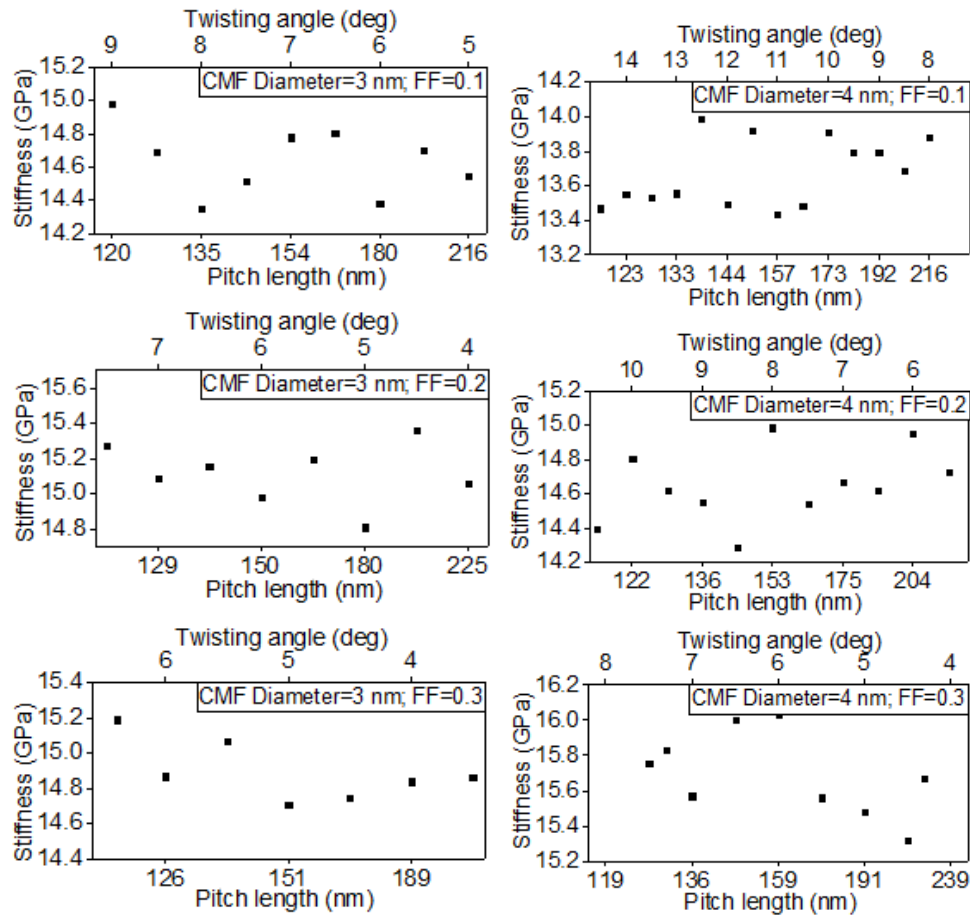 Twisting angle (deg)
9 8 7 6 5
15.2
15.0
14.8
14.6
14.4
14.2
Stiffness (GPa)
CMF Diameter=3 nm; FF=0.1
120 135 154 180 216
Pitch length (nm)
Twisting angle (deg)
14 13 12 11 10 9 8
14.2
14.0
13.8
13.6
13.4
13.2
Stiffness (GPa)
CMF Diameter=4 nm; FF=0.1
123 133 144 157 173 192 216
Pitch length (nm)
Twisting angle (deg)
7 6 5 4
15.6
15.4
15.2
15.0
14.8
Stiffness (GPa)
CMF Diameter=3 nm; FF=0.2
129 150 180 225
Pitch length (nm)
Twisting angle (deg)
10 9 8 7 6
15.2
15.0
14.8
14.6
14.4
14.2
Stiffness (GPa)
CMF Diameter=4 nm; FF=0.2
122 136 153 175 204
Pitch length (nm)
Twisting angle (deg)
6 5 4
15.4
15.2
15.0
14.8
14.6
14.4
Stiffness (GPa)
CMF Diameter=3 nm; FF=0.3
126 151 189
Pitch length (nm)
Twisting angle (deg)
8 7 6 5 4
16.2
16.0
15.8
15.6
15.4
15.2
Stiffness (GPa)
CMF Diameter=4 nm; FF=0.3
119 136 159 191 239
Pitch length (nm)